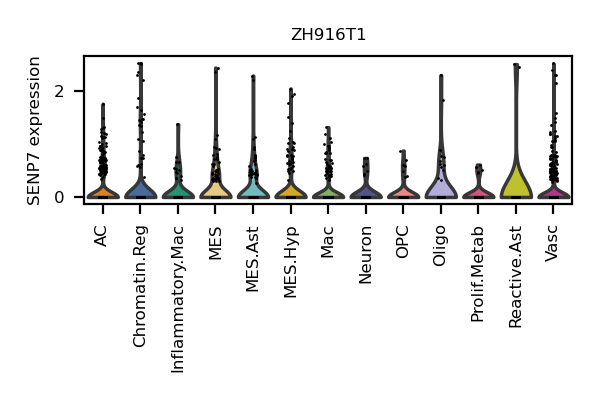 ZH916T1
SENP7 expression
2
0
AC
Chromatin.Reg
Inflammatory.Mac
MES
MES.Ast
MES.Hyp
Mac
Neuron
OPC
Oligo
Prolif.Metab
Reactive.Ast
Vasc